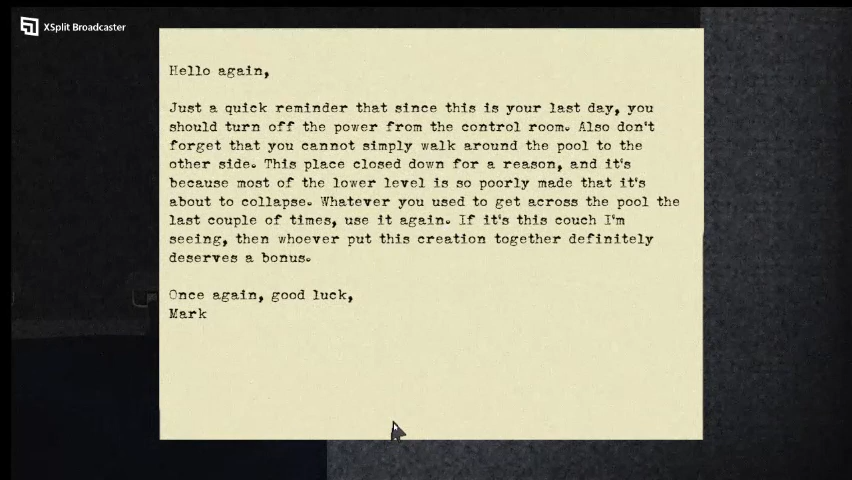 XSplit Broadcaster
Hello again,
Just a quick reminder that since this is your last day, you
should turn off the power from the control room. Also don't
forget that you cannot simply walk around the pool to the
other side. This place closed down for a reason, and it's
because most of the lower level is so poorly made that it's
about to collapse. Whatever you used to get across the pool the
last couple of times, use it again. If it's this couch I'm
seeing, then whoever put this creation together definitely
deserves a bonus.
Once again, good luck,
Mark